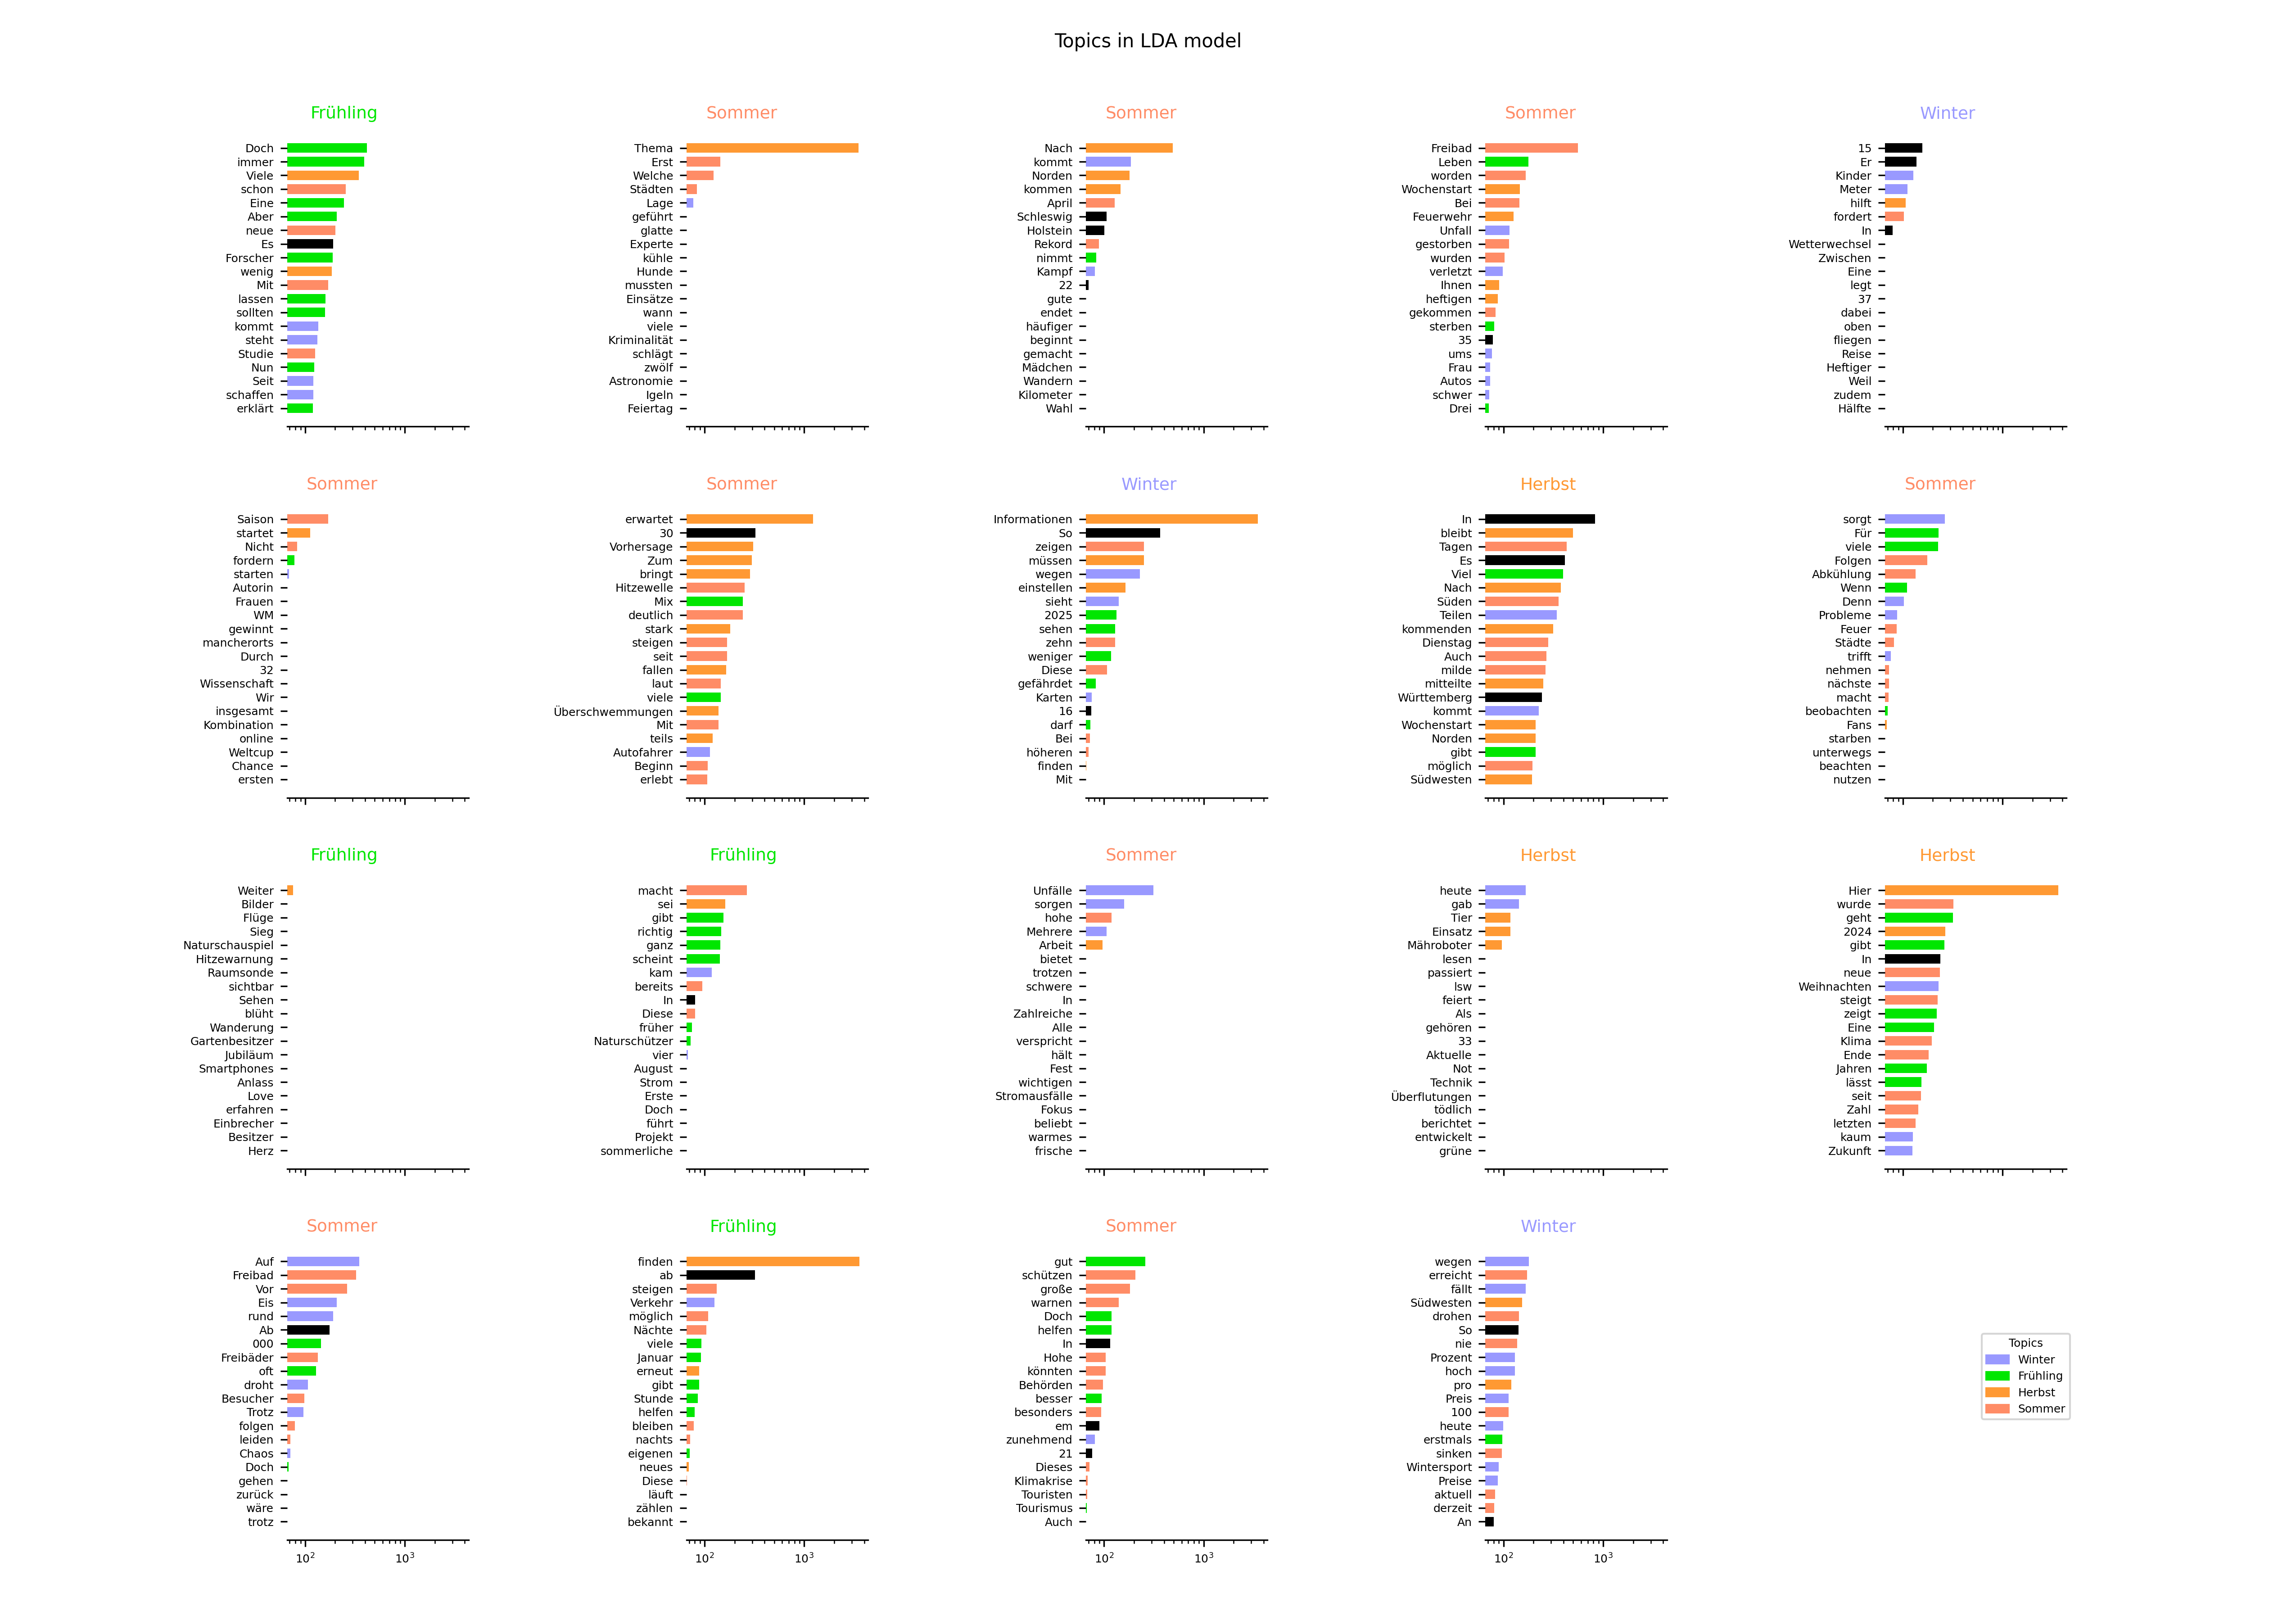 Topics in LDA model
Frühling
Doch
immer
Viele
schon
Eine
Aber
neue
Es
Forscher
wenig
Mit
lassen
sollten
kommt
steht
Studie
Nun
Seit
schaffen
erklärt
Sommer
Thema
Erst
Welche
Städten
Lage
geführt
glatte
Experte
kühle
Hunde
mussten
Einsätze
wann
viele
Kriminalität
schlägt
zwölf
Astronomie
Igeln
Feiertag
Sommer
Nach
kommt
Norden
kommen
April
Schleswig
Holstein
Rekord
nimmt
Kampf
22
gute
endet
häufiger
beginnt
gemacht
Mädchen
Wandern
Kilometer
Wahl
Sommer
Freibad
Leben
worden
Wochenstart
Bei
Feuerwehr
Unfall
gestorben
wurden
verletzt
Ihnen
heftigen
gekommen
sterben
35
ums
Frau
Autos
schwer
Drei
Winter
15
Er
Kinder
Meter
hilft
fordert
In
Wetterwechsel
Zwischen
Eine
legt
37
dabei
oben
fliegen
Reise
Heftiger
Weil
zudem
Hälfte
Sommer
Saison
startet
Nicht
fordern
starten
Autorin
Frauen
WM
gewinnt
mancherorts
Durch
32
Wissenschaft
Wir
insgesamt
Kombination
online
Weltcup
Chance
ersten
Sommer
erwartet
30
Vorhersage
Zum
bringt
Hitzewelle
Mix
deutlich
stark
steigen
seit
fallen
laut
viele
Überschwemmungen
Mit
teils
Autofahrer
Beginn
erlebt
Winter
Informationen
So
zeigen
müssen
wegen
einstellen
sieht
2025
sehen
zehn
weniger
Diese
gefährdet
Karten
16
darf
Bei
höheren
finden
Mit
Herbst
In
bleibt
Tagen
Es
Viel
Nach
Süden
Teilen
kommenden
Dienstag
Auch
milde
mitteilte
Württemberg
kommt
Wochenstart
Norden
gibt
möglich
Südwesten
Sommer
sorgt
Für
viele
Folgen
Abkühlung
Wenn
Denn
Probleme
Feuer
Städte
trifft
nehmen
nächste
macht
beobachten
Fans
starben
unterwegs
beachten
nutzen
Frühling
Weiter
Bilder
Flüge
Sieg
Naturschauspiel
Hitzewarnung
Raumsonde
sichtbar
Sehen
blüht
Wanderung
Gartenbesitzer
Jubiläum
Smartphones
Anlass
Love
erfahren
Einbrecher
Besitzer
Herz
Frühling
macht
sei
gibt
richtig
ganz
scheint
kam
bereits
In
Diese
früher
Naturschützer
vier
August
Strom
Erste
Doch
führt
Projekt
sommerliche
Sommer
Unfälle
sorgen
hohe
Mehrere
Arbeit
bietet
trotzen
schwere
In
Zahlreiche
Alle
verspricht
hält
Fest
wichtigen
Stromausfälle
Fokus
beliebt
warmes
frische
Herbst
heute
gab
Tier
Einsatz
Mähroboter
lesen
passiert
lsw
feiert
Als
gehören
33
Aktuelle
Not
Technik
Überflutungen
tödlich
berichtet
entwickelt
grüne
Herbst
Hier
wurde
geht
2024
gibt
In
neue
Weihnachten
steigt
zeigt
Eine
Klima
Ende
Jahren
lässt
seit
Zahl
letzten
kaum
Zukunft
Sommer
Auf
Freibad
Vor
Eis
rund
Ab
000
Freibäder
oft
droht
Besucher
Trotz
folgen
leiden
Chaos
Doch
gehen
zurück
wäre
trotz
10²
10³
Frühling
finden
ab
steigen
Verkehr
möglich
Nächte
viele
Januar
erneut
gibt
Stunde
helfen
bleiben
nachts
eigenen
neues
Diese
läuft
zählen
bekannt
10²
10³
Sommer
gut
schützen
große
warnen
Doch
helfen
In
Hohe
könnten
Behörden
besser
besonders
em
zunehmend
21
Dieses
Klimakrise
Touristen
Tourismus
Auch
10²
10³
Winter
wegen
erreicht
fällt
Südwesten
drohen
So
nie
Prozent
hoch
pro
Preis
100
heute
erstmals
sinken
Wintersport
Preise
aktuell
derzeit
An
10²
10³
Topics
Winter
Frühling
Herbst
Sommer